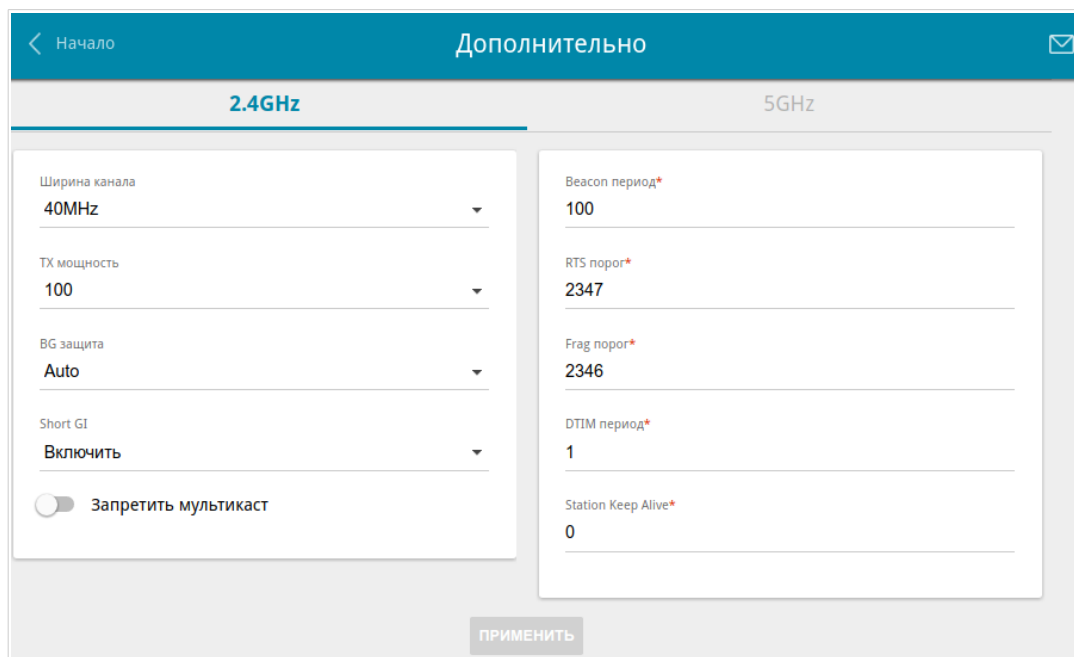 Начало
Дополнительно
2.4GHz
5GHz
Ширина канала
40MHz
TX мощность
100
BG защита
Auto
Short GI
Включить
Запретить мультикаст
Beacon период*
100
RTS порог*
2347
Frag порог*
2346
DTIM период*
1
Station Keep Alive*
0
ПРИМЕНИТЬ